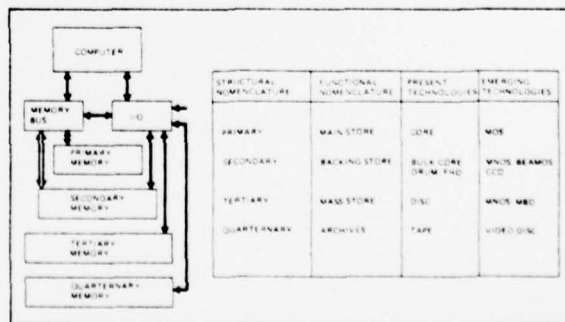 COMPUTER
MEMORY
BUS
I/O
PRIMARY
MEMORY
SECONDARY
MEMORY
TERTIARY
MEMORY
QUARTERNARY
MEMORY
STRUCTURAL NOMENCLATURE
FUNCTIONAL NOMENCLATURE
PRESENT TECHNOLOGIES
EMERGING TECHNOLOGIES
PRIMARY MAIN STORE CORE MOS
SECONDARY BACKING STORE BULK CORE MNOS, BEAMOS
DRUM, FHD CCD
TERTIARY MASS STORE DISC MNOS, MBD
QUARTERNARY ARCHIVES TAPE VIDEO DISC